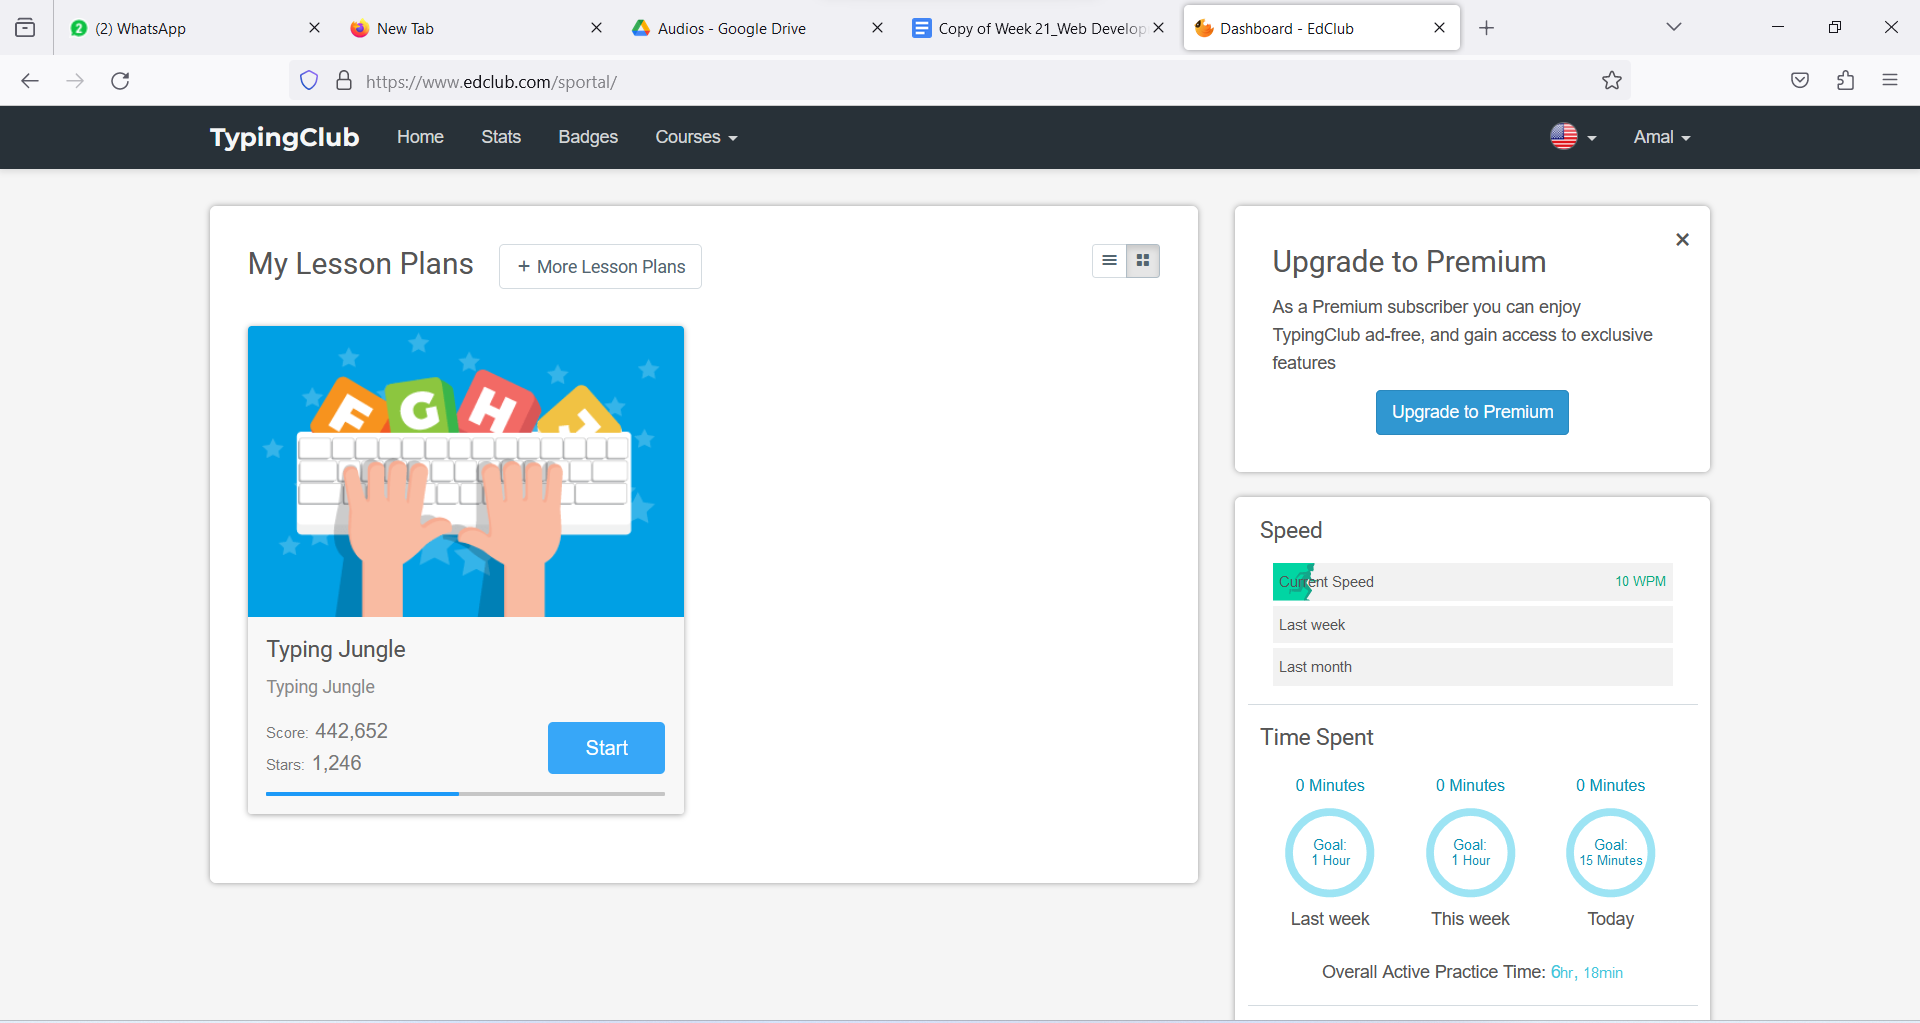 (2) WhatsApp
New Tab
Audios - Google Drive
Copy of Week 21_Web Develop
Dashboard - EdClub
https://www.edclub.com/sportal/
TypingClub
Home
Stats
Badges
Courses
Amal
My Lesson Plans
+ More Lesson Plans
F G H J
Typing Jungle
Typing Jungle
Score: 442,652
Stars: 1,246
Start
Upgrade to Premium
As a Premium subscriber you can enjoy
TypingClub ad-free, and gain access to exclusive
features
Upgrade to Premium
Speed
Current Speed 10 WPM
Last week
Last month
Time Spent
0 Minutes 0 Minutes 0 Minutes
Goal: Goal: Goal:
1 Hour 1 Hour 15 Minutes
Last week This week Today
Overall Active Practice Time: 6hr, 18min